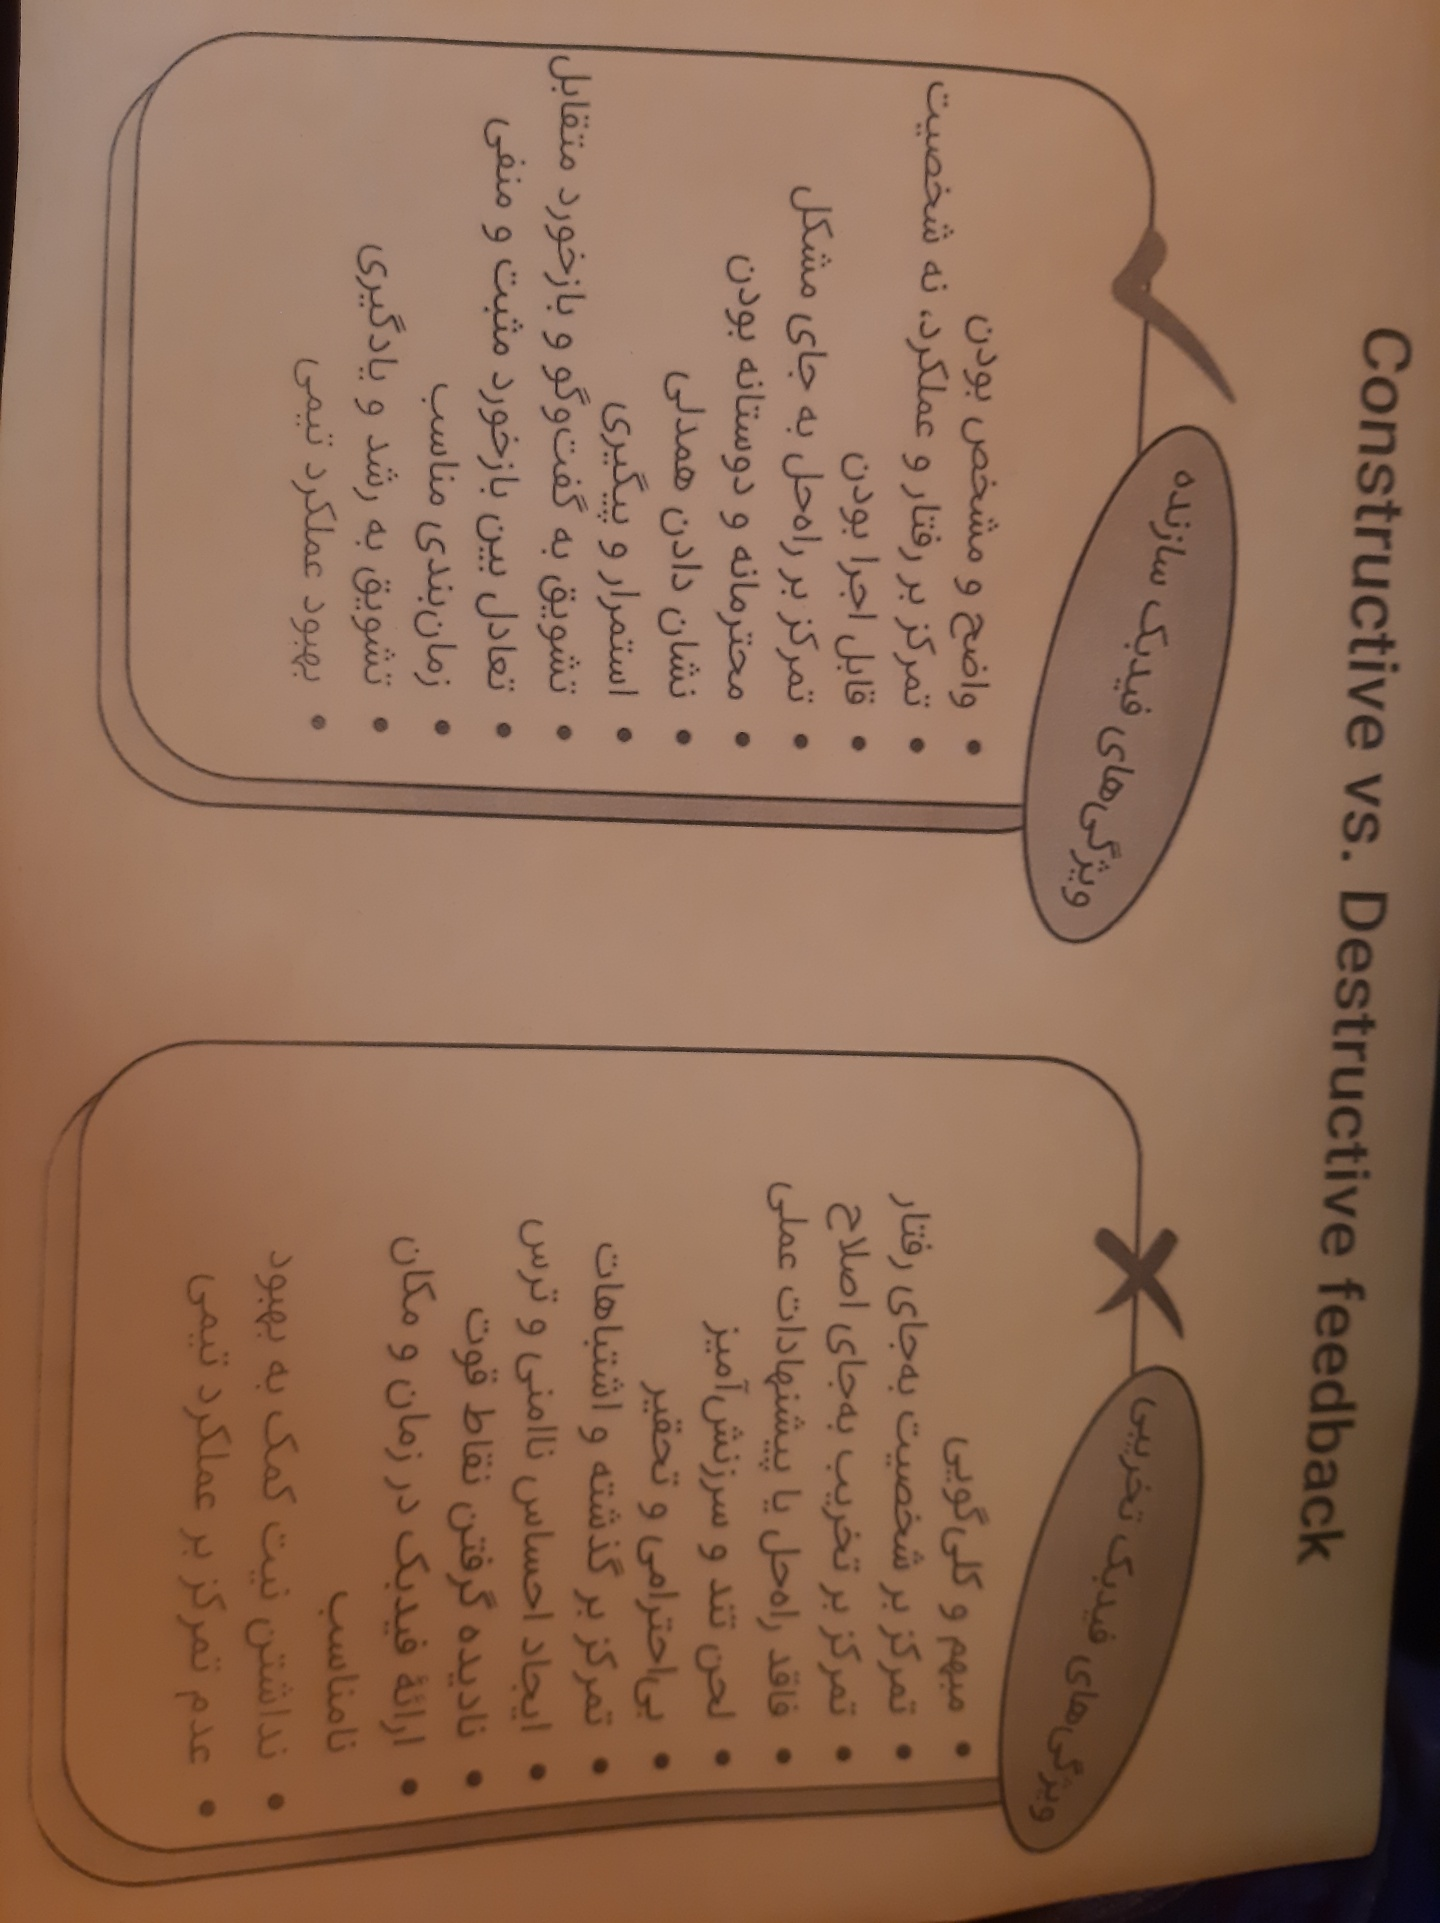 Constructive vs. Destructive feedback
ویژگی‌های فیدبک سازنده
• واضح و مشخص بودن
• تمرکز بر رفتار و عملکرد، نه شخصیت
• قابل اجرا بودن
• تمرکز بر راه‌حل به جای مشکل
• محترمانه و دوستانه بودن
• نشان دادن همدلی
• استمرار و پیگیری
• تشویق به گفت‌وگو و بازخورد متقابل
• تعادل بین بازخورد مثبت و منفی
• زمان‌بندی مناسب
• تشویق به رشد و یادگیری
• بهبود عملکرد تیمی
ویژگی‌های فیدبک تخریبی
• مبهم و کلی‌گویی
• تمرکز بر شخصیت به‌جای رفتار
• تمرکز بر تخریب به‌جای اصلاح
• فاقد راه‌حل یا پیشنهادات عملی
• لحن تند و سرزنش‌آمیز
• بی‌احترامی و تحقیر
• تمرکز بر گذشته و اشتباهات
• ایجاد احساس ناامنی و ترس
• نادیده گرفتن نقاط قوت
• ارائهٔ فیدبک در زمان و مکان
نامناسب
• نداشتن نیت کمک به بهبود
• عدم تمرکز بر عملکرد تیمی